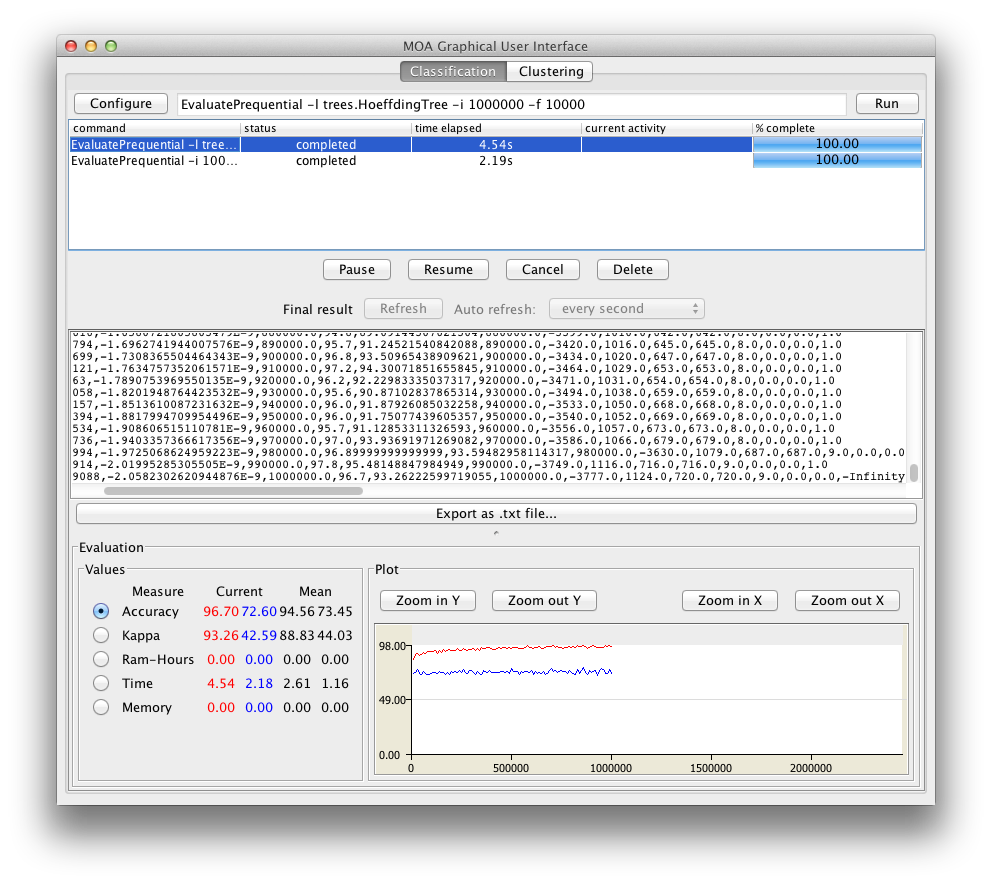 MOA Graphical User Interface
Classification Clustering
Configure EvaluatePrequential -l trees.HoeffdingTree -i 1000000 -f 10000 Run
command status time elapsed current activity % complete
EvaluatePrequential -l tree... completed 4.54s 100.00
EvaluatePrequential -i 100... completed 2.19s 100.00
Pause Resume Cancel Delete
Final result Refresh Auto refresh: every second
794,-1.6962741944007576E-9,890000.0,95.7,91.24521540842088,890000.0,-3420,1016.0,645.0,645.0,8.0,0.0,0.0,1.0
699,-1.7308365504464343E-9,900000.0,96.8,93.50965438909621,900000.0,-3434.0,1020.0,647.0,647.0,8.0,0.0,0.0,1.0
121,-1.7634757352061571E-9,910000.0,97.2,94.30071851655845,910000.0,-3464.0,1029.0,653.0,653.0,8.0,0.0,0.0,1.0
63,-1.7890753969550135E-9,920000.0,96.2,92.22983335037317,920000.0,-3471.0,1031.0,654.0,654.0,8.0,0.0,0.0,1.0
058,-1.8201948764423532E-9,930000.0,95.6,90.87102837865314,930000.0,-3494.0,1038.0,659.0,659.0,8.0,0.0,0.0,1.0
157,-1.8513610087231632E-9,940000.0,96.0,91.87926085032258,940000.0,-3533.0,1050.0,668.0,668.0,8.0,0.0,0.0,1.0
394,-1.8817994709954496E-9,950000.0,96.0,91.75077439605357,950000.0,-3540.0,1052.0,669.0,669.0,8.0,0.0,0.0,1.0
534,-1.908606515110781E-9,960000.0,95.7,91.12853311326593,960000.0,-3556.0,1057.0,673.0,673.0,8.0,0.0,0.0,1.0
736,-1.9403357366617356E-9,970000.0,97.0,93.93691971269082,970000.0,-3586.0,1066.0,679.0,679.0,8.0,0.0,0.0,1.0
994,-1.9725068624959223E-9,980000.0,96.89999999999999,93.59482958114317,980000.0,-3630.0,1079.0,687.0,687.0,9.0,0.0,0.0
914,-2.01995285305505E-9,990000.0,97.8,95.48148847984949,990000.0,-3749.0,1116.0,716.0,716.0,9.0,0.0,0.0,1.0
9088,-2.0582302620944876E-9,1000000.0,96.7,93.26222599719055,1000000.0,-3777.0,1124.0,720.0,720.0,9.0,0.0,0.0,-Infinity
Export as .txt file...
Evaluation
Values
Measure Current Mean
Accuracy 96.70 72.60 94.56 73.45
Kappa 93.26 42.59 88.83 44.03
Ram-Hours 0.00 0.00 0.00 0.00
Time 4.54 2.18 2.61 1.16
Memory 0.00 0.00 0.00 0.00
Plot
Zoom in Y Zoom out Y Zoom in X Zoom out X
98.00
49.00
0.00
0 500000 1000000 1500000 2000000